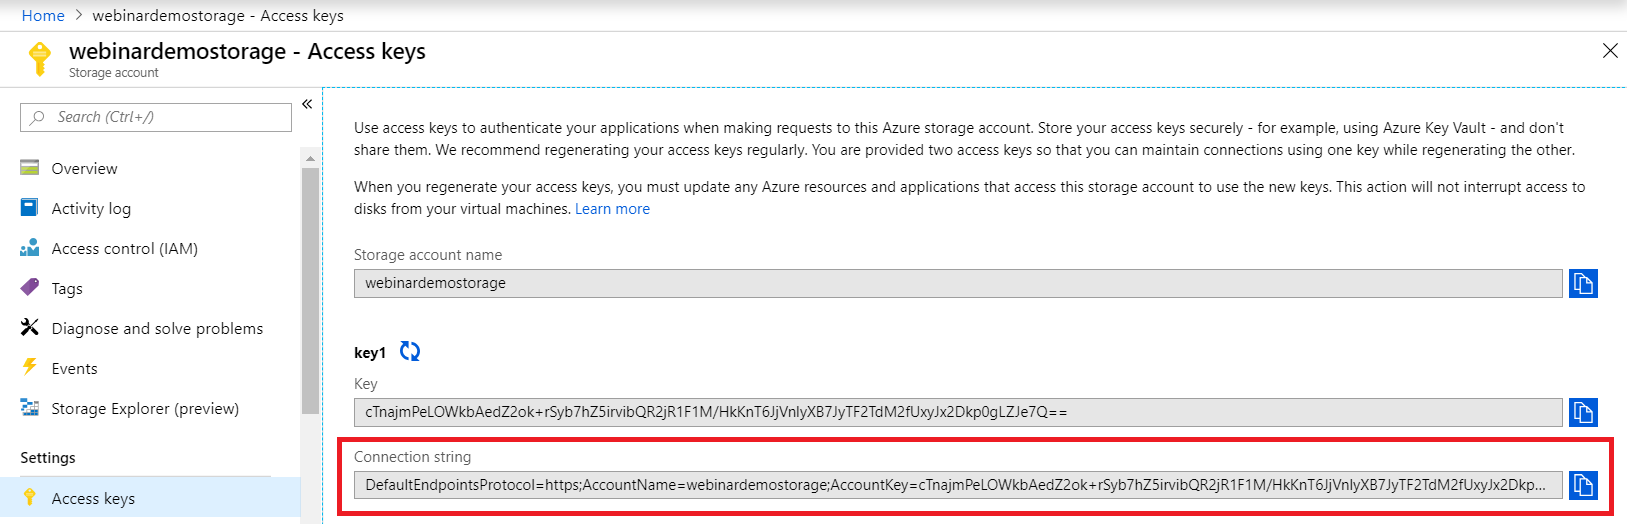 Home > webinardemostorage - Access keys
webinardemostorage - Access keys
Storage account
Search (Ctrl+/)
Overview
Activity log
Access control (IAM)
Tags
Diagnose and solve problems
Events
Storage Explorer (preview)
Settings
Access keys
Use access keys to authenticate your applications when making requests to this Azure storage account. Store your access keys securely - for example, using Azure Key Vault - and don't
share them. We recommend regenerating your access keys regularly. You are provided two access keys so that you can maintain connections using one key while regenerating the other.
When you regenerate your access keys, you must update any Azure resources and applications that access this storage account to use the new keys. This action will not interrupt access to
disks from your virtual machines. Learn more
Storage account name
webinardemostorage
key1
Key
cTnajmPeLOWkbAedZ2ok+rSyb7hZ5irvibQR2jR1F1M/HkKnT6JjVnlyXB7JyTF2TdM2fUxyJx2Dkp0gLZJe7Q==
Connection string
DefaultEndpointsProtocol=https;AccountName=webinardemostorage;AccountKey=cTnajmPeLOWkbAedZ2ok+rSyb7hZ5irvibQR2jR1F1M/HkKnT6JjVnlyXB7JyTF2TdM2fUxyJx2Dkp...